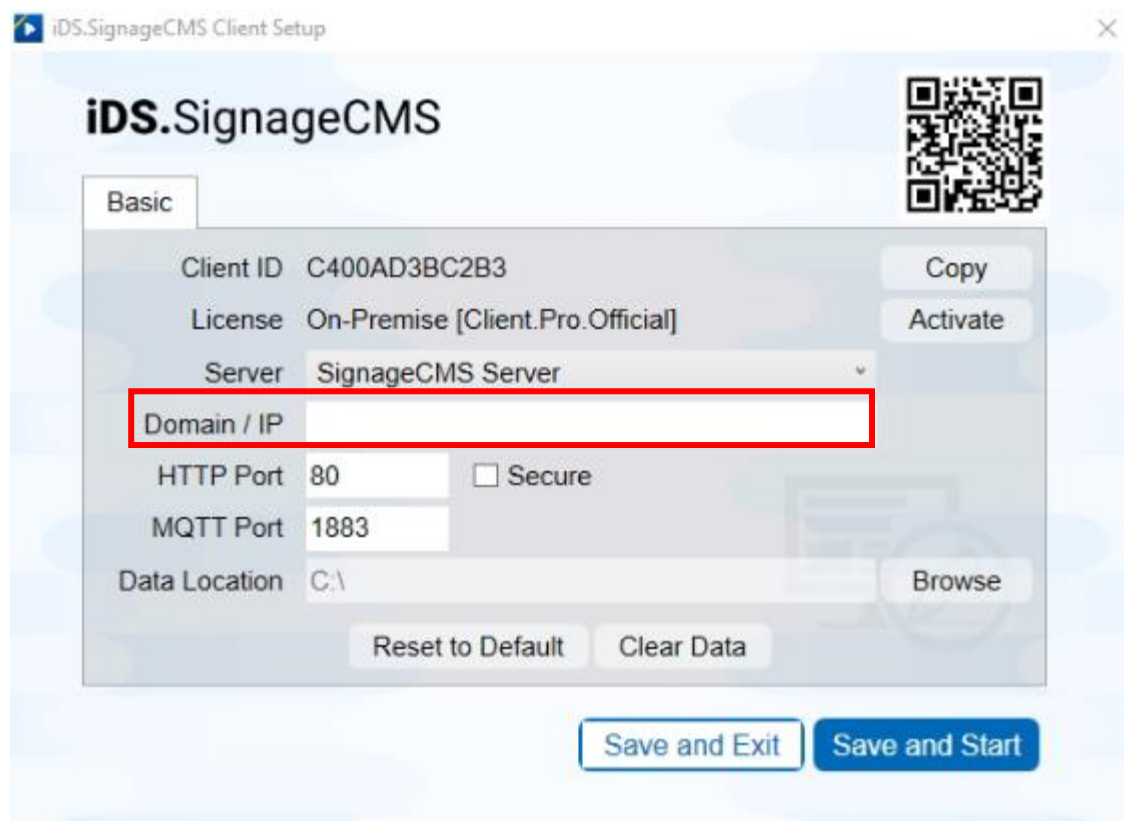 iDS.SignageCMS Client Setup
iDS.SignageCMS
Basic
Client ID C400AD3BC2B3 Copy
License On-Premise [Client.Pro.Official] Activate
Server SignageCMS Server
Domain / IP
HTTP Port 80 Secure
MQTT Port 1883
Data Location C:\ Browse
Reset to Default Clear Data
Save and Exit Save and Start